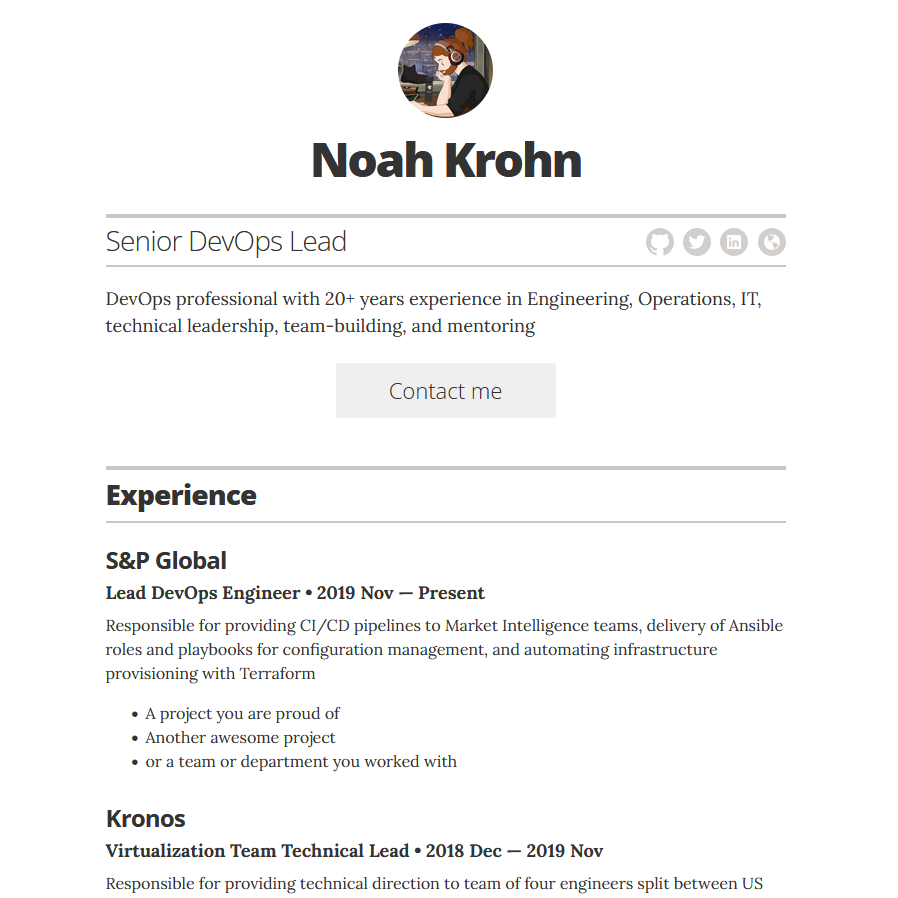 Noah Krohn
Senior DevOps Lead
DevOps professional with 20+ years experience in Engineering, Operations, IT,
technical leadership, team-building, and mentoring
Contact me
Experience
S&P Global
Lead DevOps Engineer • 2019 Nov — Present
Responsible for providing CI/CD pipelines to Market Intelligence teams, delivery of Ansible
roles and playbooks for configuration management, and automating infrastructure
provisioning with Terraform
• A project you are proud of
• Another awesome project
• or a team or department you worked with
Kronos
Virtualization Team Technical Lead • 2018 Dec — 2019 Nov
Responsible for providing technical direction to team of four engineers split between US